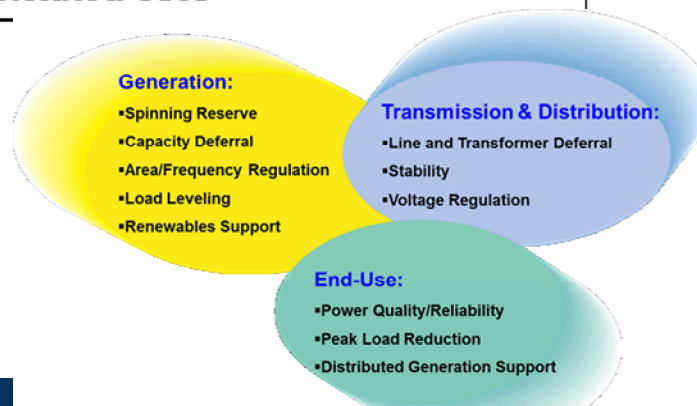 Generation:
▪Spinning Reserve
▪Capacity Deferral
▪Area/Frequency Regulation
▪Load Leveling
▪Renewables Support
Transmission & Distribution:
▪Line and Transformer Deferral
▪Stability
▪Voltage Regulation
End-Use:
▪Power Quality/Reliability
▪Peak Load Reduction
▪Distributed Generation Support